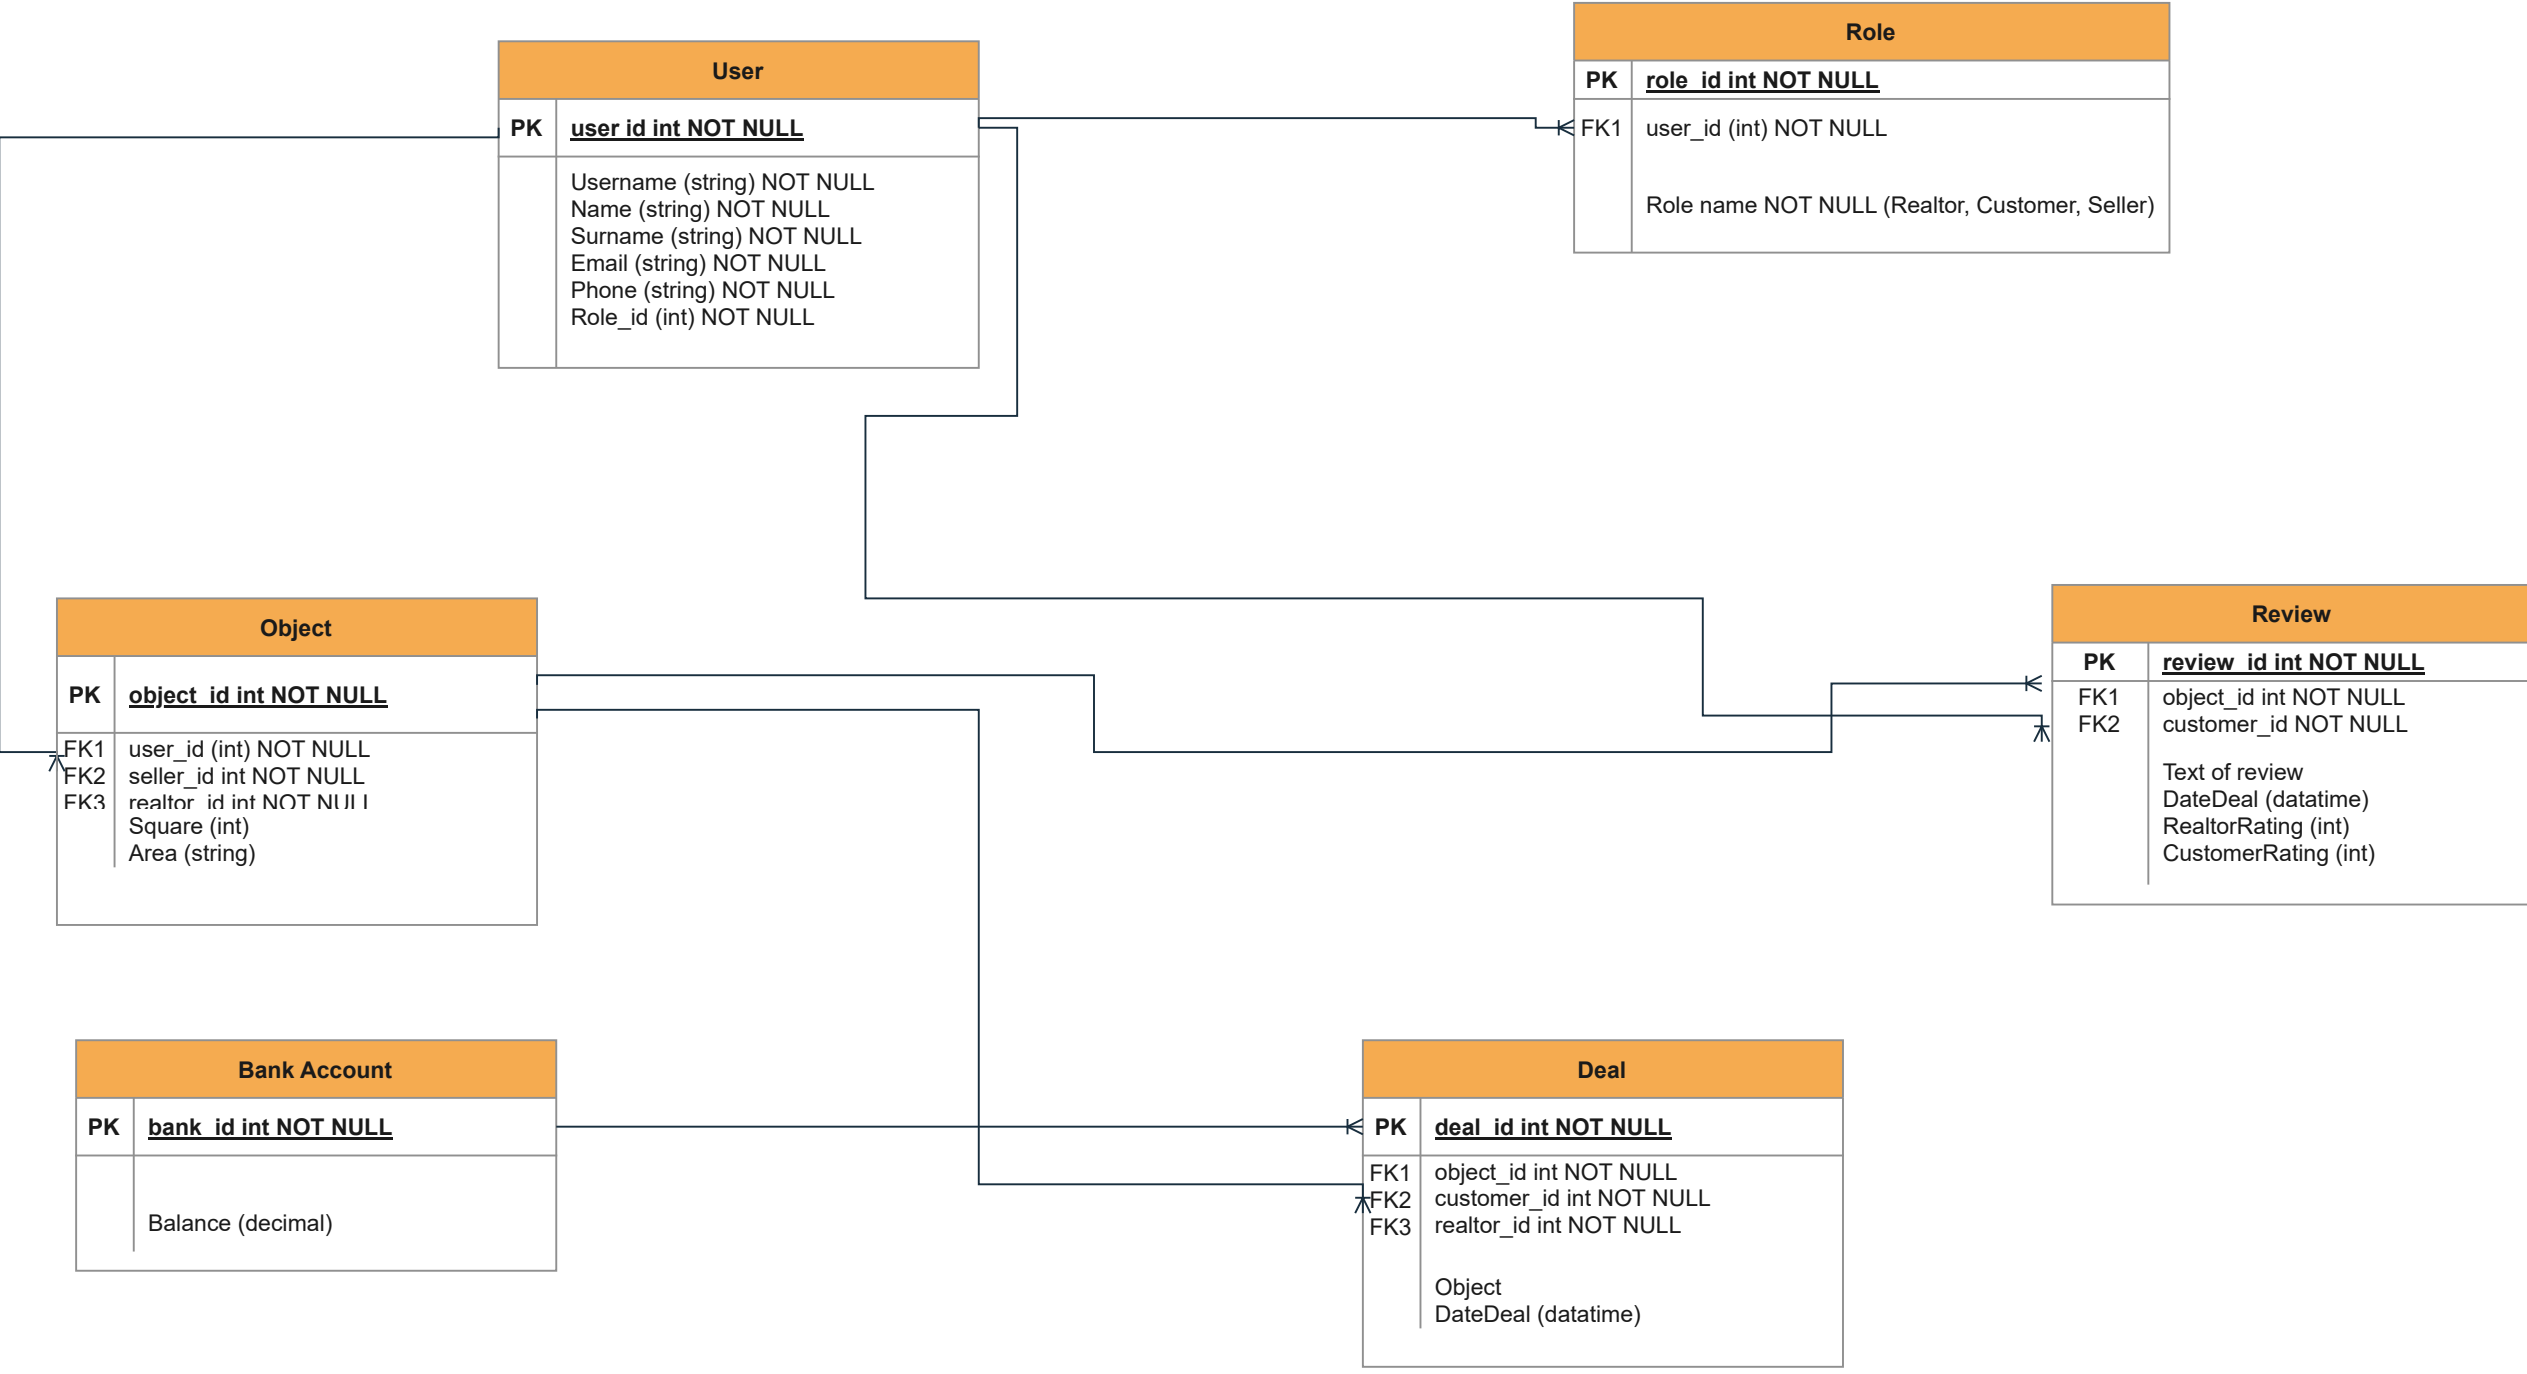 User
PK user id int NOT NULL
Username (string) NOT NULL
Name (string) NOT NULL
Surname (string) NOT NULL
Email (string) NOT NULL
Phone (string) NOT NULL
Role_id (int) NOT NULL
Role
PK role_id int NOT NULL
FK1 user_id (int) NOT NULL
Role name NOT NULL (Realtor, Customer, Seller)
Object
PK object_id int NOT NULL
FK1 user_id (int) NOT NULL
FK2 seller_id int NOT NULL
FK3 realtor_id int NOT NULL
Square (int)
Area (string)
Review
PK review_id int NOT NULL
FK1 object_id int NOT NULL
FK2 customer_id NOT NULL
Text of review
DateDeal (datatime)
RealtorRating (int)
CustomerRating (int)
Bank Account
PK bank_id int NOT NULL
Balance (decimal)
Deal
PK deal_id int NOT NULL
FK1 object_id int NOT NULL
FK2 customer_id int NOT NULL
FK3 realtor_id int NOT NULL
Object
DateDeal (datatime)